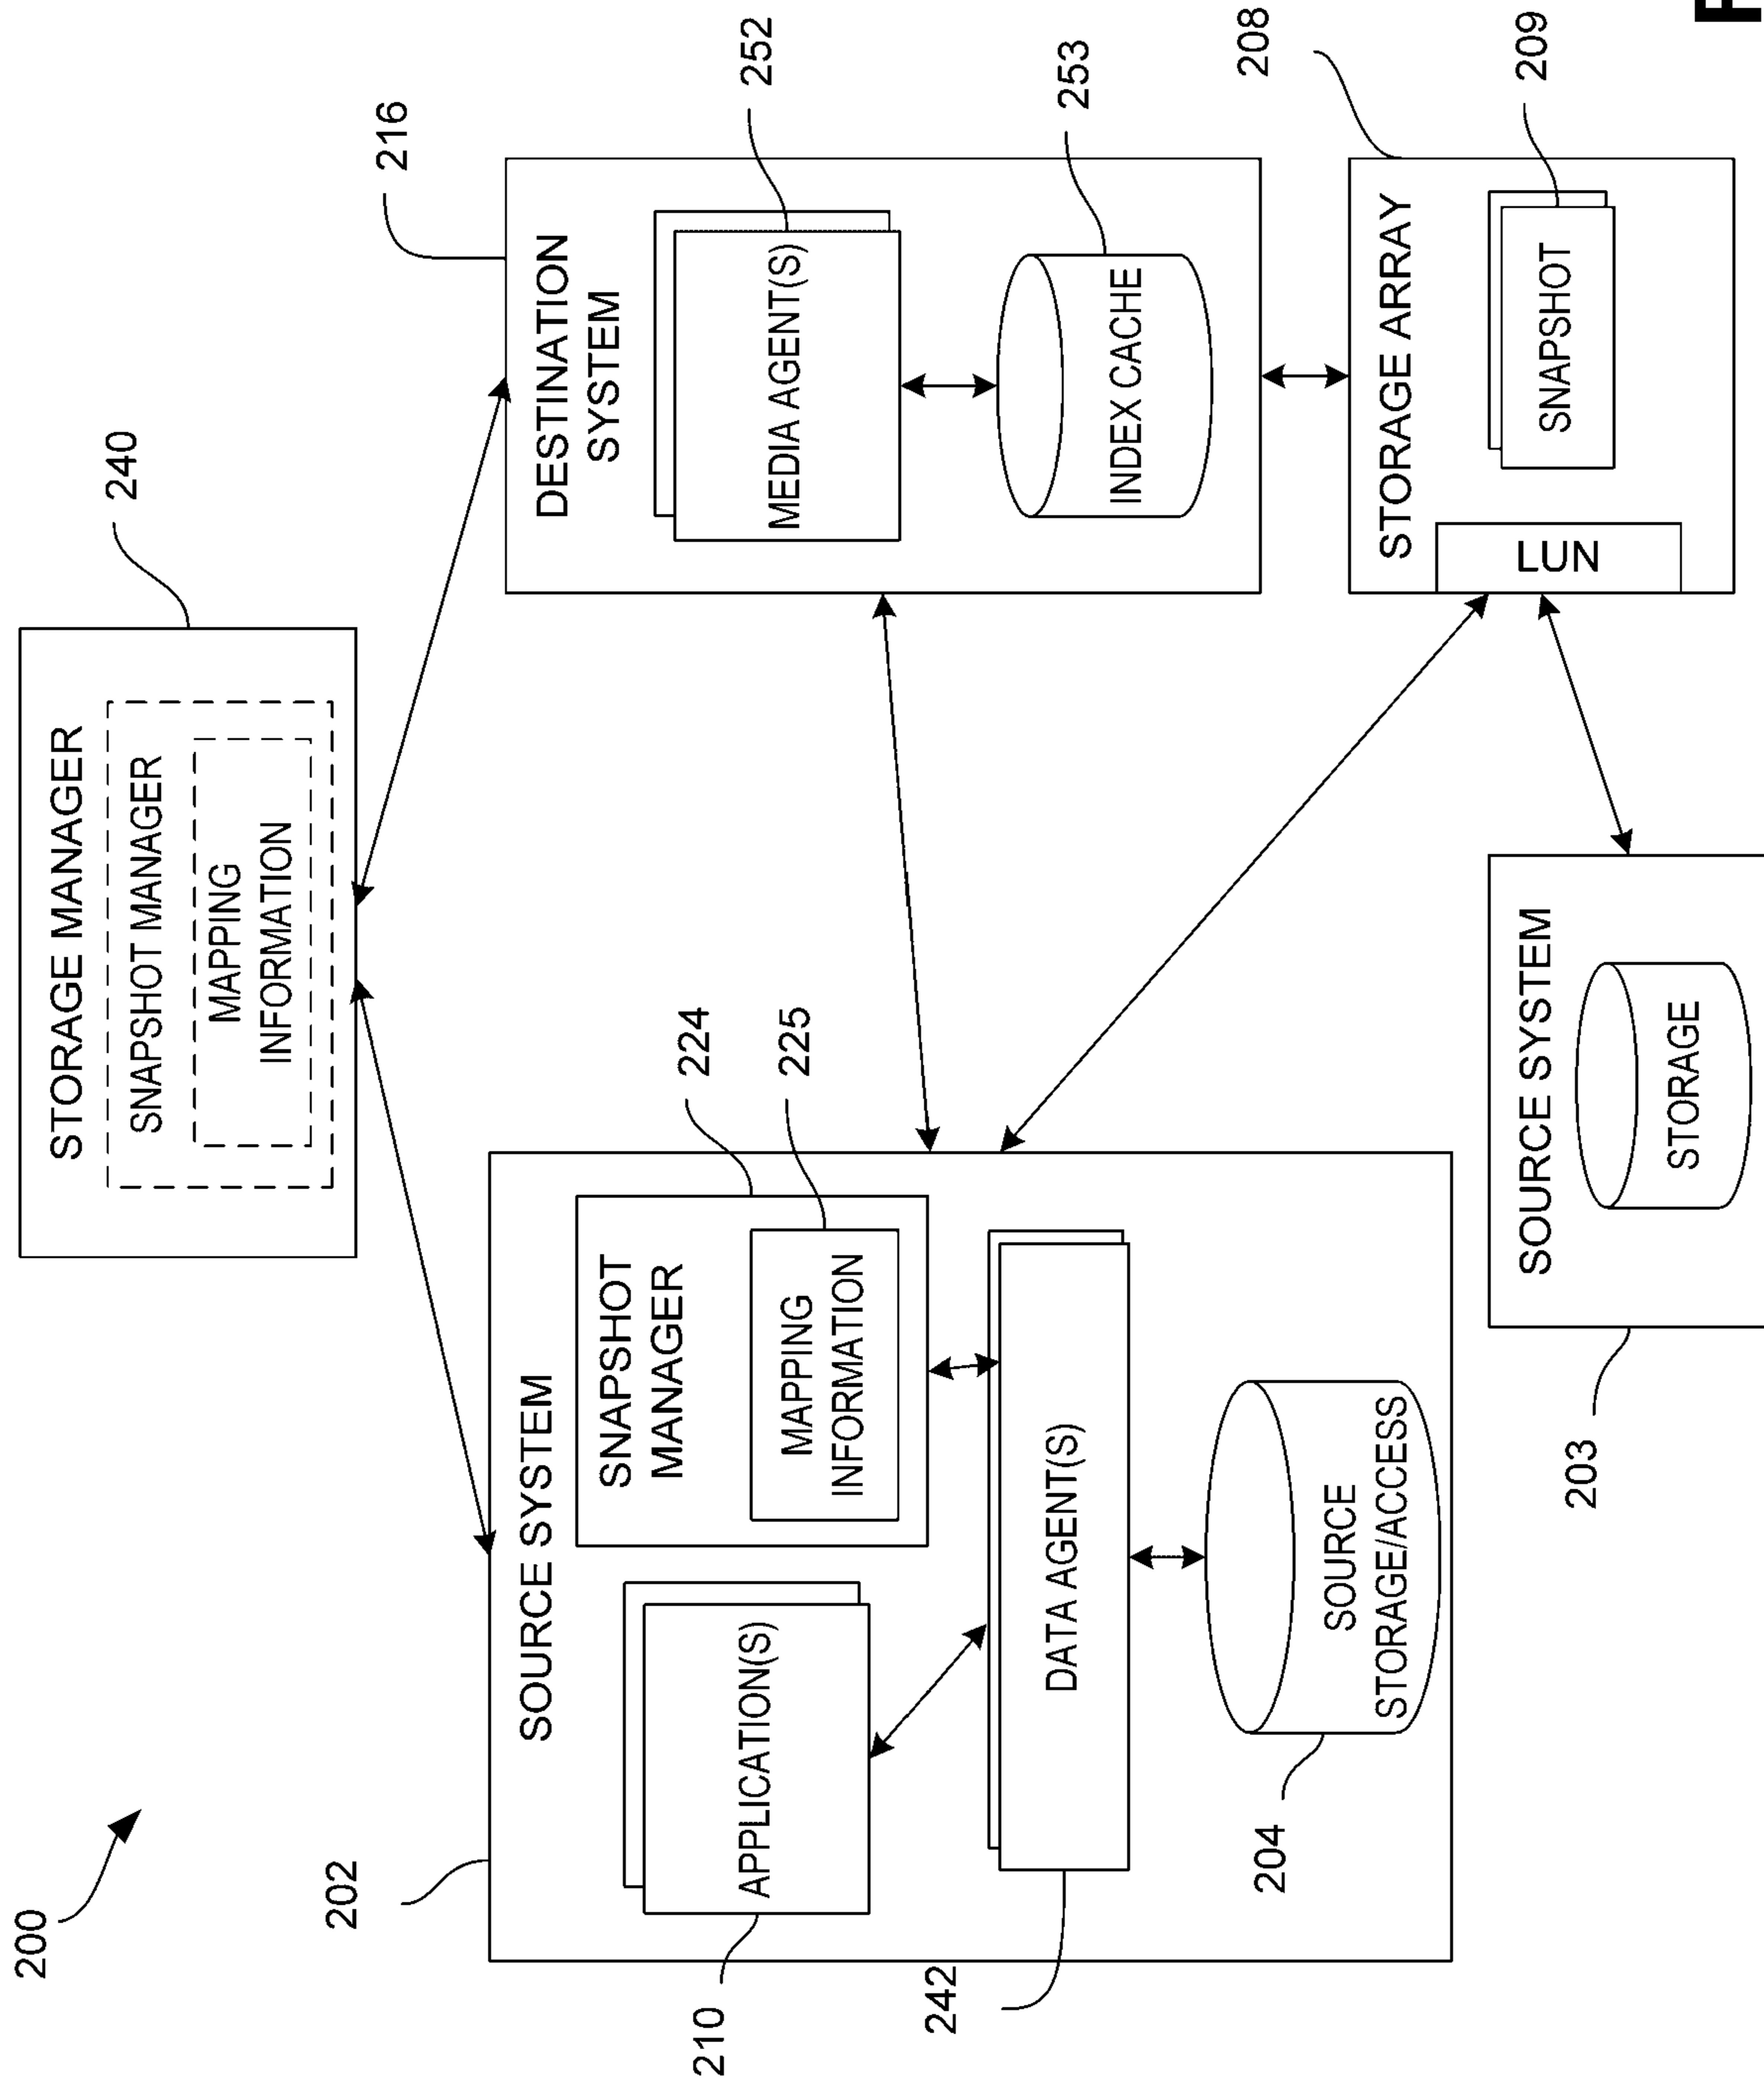 200
240
STORAGE MANAGER
SNAPSHOT MANAGER
MAPPING
INFORMATION
202
SOURCE SYSTEM
210
APPLICATION(S)
SNAPSHOT
MANAGER
224
MAPPING
INFORMATION
225
242
DATA AGENT(S)
204
SOURCE
STORAGE/ACCESS
216
DESTINATION
SYSTEM
252
MEDIA AGENT(S)
253
INDEX CACHE
208
STORAGE ARRAY
LUN
209
SNAPSHOT
203
SOURCE SYSTEM
STORAGE